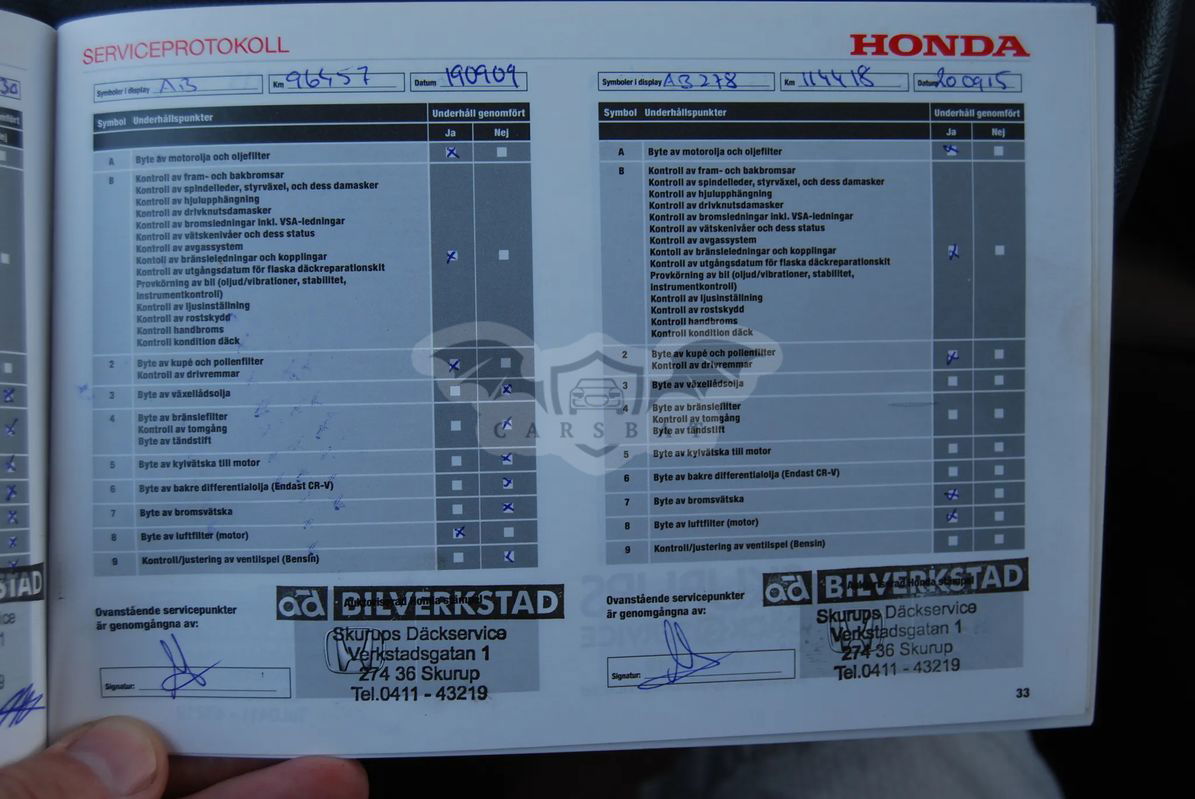 SERVICEPROTOKOLL
HONDA
Symboler i display AB
Km 96457
Datum 190909
Symbol Underhållspunkter Underhåll genomfört
Ja Nej
A Byte av motorolja och oljefilter
B Kontroll av fram- och bakbromsar
Kontroll av spindelleder, styrväxel, och dess damasker
Kontroll av hjulupphängning
Kontroll av drivknutsdamasker
Kontroll av bromsledningar inkl. VSA-ledningar
Kontroll av vätskenivåer och dess status
Kontroll av avgassystem
Kontoll av bränsleledningar och kopplingar
Kontroll av utgångsdatum för flaska däckreparationskit
Provkörning av bil (oljud/vibrationer, stabilitet,
instrumentkontroll)
Kontroll av ljusinställning
Kontroll av rostskydd
Kontroll handbroms
Kontroll kondition däck
2 Byte av kupé och pollenfilter
Kontroll av drivremmar
3 Byte av växellådsolja
4 Byte av bränslefilter
Kontroll av tomgång
Byte av tändstift
5 Byte av kylvätska till motor
6 Byte av bakre differentialolja (Endast CR-V)
7 Byte av bromsvätska
8 Byte av luftfilter (motor)
9 Kontroll/justering av ventilspel (Bensin)
Ovanstående servicepunkter
är genomgångna av:
Signatur:
ad BILVERKSTAD
Auktoriserad Honda-stämpel
Skurups Däckservice
Verkstadsgatan 1
274 36 Skurup
Tel.0411 - 43219
Symboler i display AB 278
Km 114418
Datum 200915
Symbol Underhållspunkter Underhåll genomfört
Ja Nej
A Byte av motorolja och oljefilter
B Kontroll av fram- och bakbromsar
Kontroll av spindelleder, styrväxel, och dess damasker
Kontroll av hjulupphängning
Kontroll av drivknutsdamasker
Kontroll av bromsledningar inkl. VSA-ledningar
Kontroll av vätskenivåer och dess status
Kontroll av avgassystem
Kontoll av bränsleledningar och kopplingar
Kontroll av utgångsdatum för flaska däckreparationskit
Provkörning av bil (oljud/vibrationer, stabilitet,
instrumentkontroll)
Kontroll av ljusinställning
Kontroll av rostskydd
Kontroll handbroms
Kontroll kondition däck
2 Byte av kupé och pollenfilter
Kontroll av drivremmar
3 Byte av växellådsolja
4 Byte av bränslefilter
Kontroll av tomgång
Byte av tändstift
5 Byte av kylvätska till motor
6 Byte av bakre differentialolja (Endast CR-V)
7 Byte av bromsvätska
8 Byte av luftfilter (motor)
9 Kontroll/justering av ventilspel (Bensin)
Ovanstående servicepunkter
är genomgångna av:
Signatur:
ad BILVERKSTAD
Auktoriserad Honda-stämpel
Skurups Däckservice
Verkstadsgatan 1
274 36 Skurup
Tel.0411 - 43219
33
CARSBAT